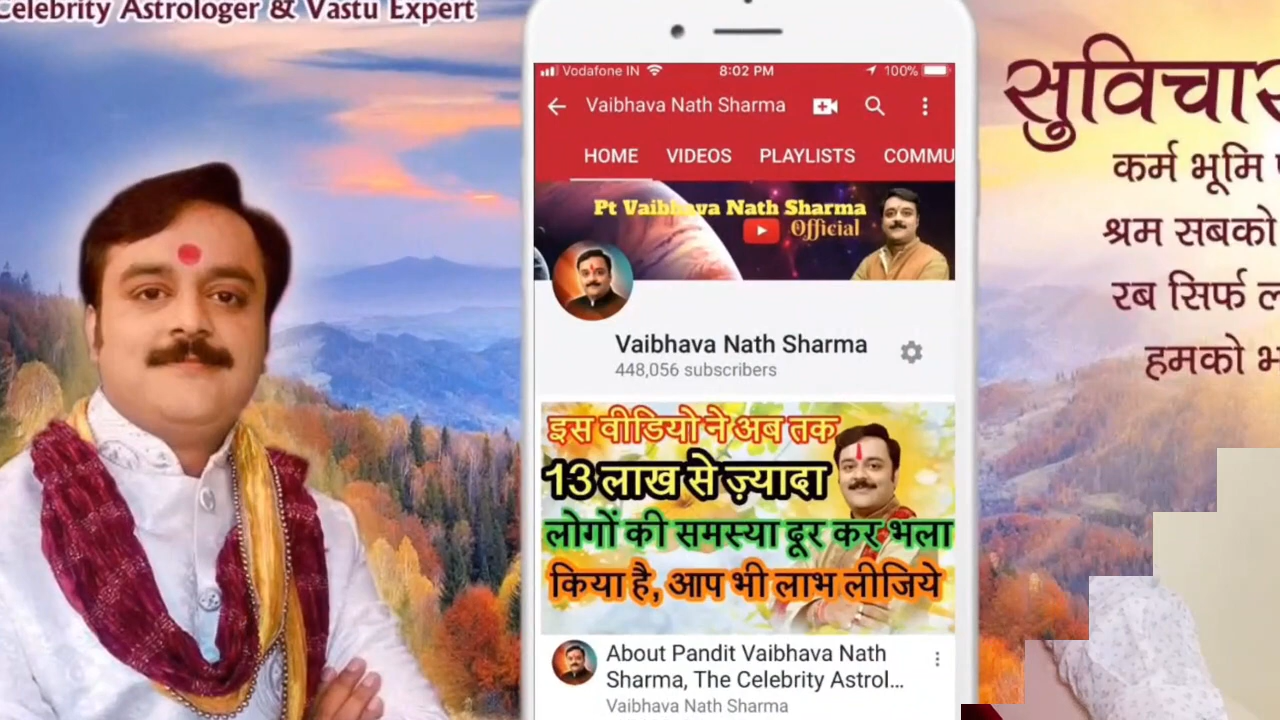 Celebrity Astrologer & Vastu Expert
Vodafone IN 8:02 PM 100%
Vaibhava Nath Sharma
HOME VIDEOS PLAYLISTS COMMU
Pt Vaibhava Nath Sharma
Official
Vaibhava Nath Sharma
448,056 subscribers
इस वीडियो ने अब तक
13 लाख से ज़्यादा
लोगों की समस्या दूर कर भला
किया है, आप भी लाभ लीजिये
About Pandit Vaibhava Nath
Sharma, The Celebrity Astrol...
Vaibhava Nath Sharma
कर्म भूमि
श्रम सबको
रब सिर्फ
हमको